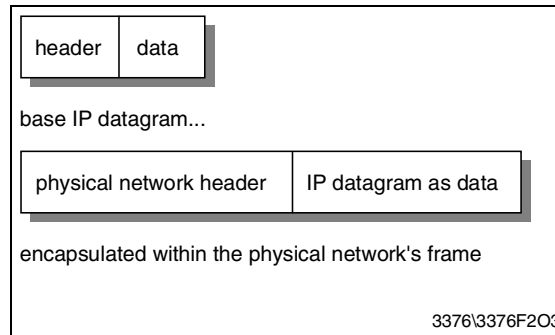 header data
base IP datagram...
physical network header IP datagram as data
encapsulated within the physical network's frame
3376\3376F2O3